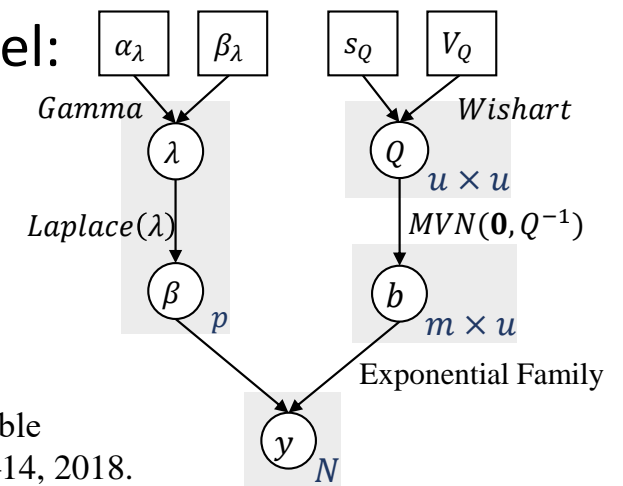 el:
α_λ β_λ s_Q V_Q
Gamma Wishart
λ Q
u × u
Laplace(λ) MVN(𝟎, Q⁻¹)
β b
p m × u
Exponential Family
ble
y
14, 2018.
N